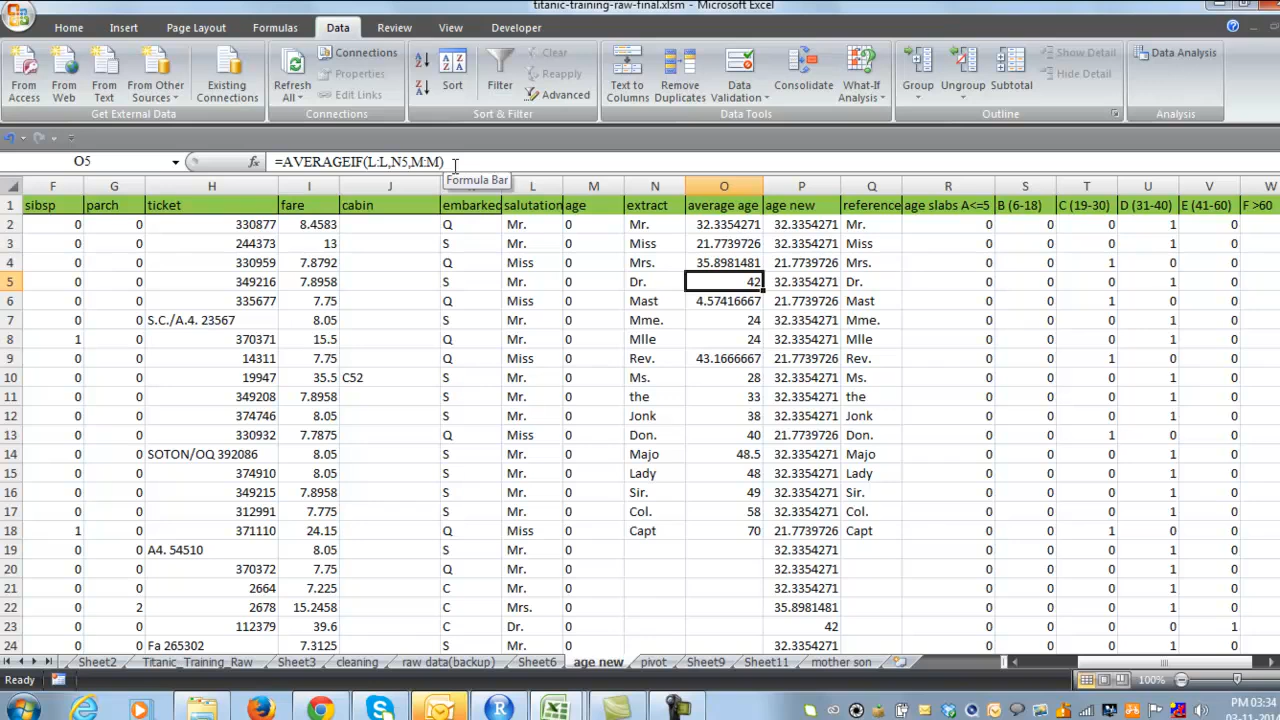 titanic-training-raw-final.xlsm - Microsoft Excel
Home Insert Page Layout Formulas Data Review View Developer
From Access From Web From Text From Other Sources Existing Connections
Get External Data
Refresh All Connections Properties Edit Links
Connections
Sort Filter Clear Reapply Advanced
Sort & Filter
Text to Columns Remove Duplicates Data Validation Consolidate What-If Analysis
Data Tools
Group Ungroup Subtotal Show Detail Hide Detail
Outline
Data Analysis
Analysis
O5 fx =AVERAGEIF(L:L,N5,M:M)
Formula Bar
F G H I J L M N O P Q R S T U V W
1 sibsp parch ticket fare cabin embarked salutation age extract average age age new reference age slabs A<=5 B (6-18) C (19-30) D (31-40) E (41-60) F >60
2 0 0 330877 8.4583 Q Mr. 0 Mr. 32.3354271 32.3354271 Mr. 0 0 0 1 0
3 0 0 244373 13 S Mr. 0 Miss 21.7739726 32.3354271 Miss 0 0 0 1 0
4 0 0 330959 7.8792 Q Miss 0 Mrs. 35.8981481 21.7739726 Mrs. 0 0 1 0 0
5 0 0 349216 7.8958 S Mr. 0 Dr. 42 32.3354271 Dr. 0 0 0 1 0
6 0 0 335677 7.75 Q Miss 0 Mast 4.57416667 21.7739726 Mast 0 0 1 0 0
7 0 0 S.C./A.4. 23567 8.05 S Mr. 0 Mme. 24 32.3354271 Mme. 0 0 0 1 0
8 1 0 370371 15.5 Q Mr. 0 Mlle 24 32.3354271 Mlle 0 0 0 1 0
9 0 0 14311 7.75 Q Miss 0 Rev. 43.1666667 21.7739726 Rev. 0 0 1 0 0
10 0 0 19947 35.5 C52 S Mr. 0 Ms. 28 32.3354271 Ms. 0 0 0 1 0
11 0 0 349208 7.8958 S Mr. 0 the 33 32.3354271 the 0 0 0 1 0
12 0 0 374746 8.05 S Mr. 0 Jonk 38 32.3354271 Jonk 0 0 0 1 0
13 0 0 330932 7.7875 Q Miss 0 Don. 40 21.7739726 Don. 0 0 1 0 0
14 0 0 SOTON/OQ 392086 8.05 S Mr. 0 Majo 48.5 32.3354271 Majo 0 0 0 1 0
15 0 0 374910 8.05 S Mr. 0 Lady 48 32.3354271 Lady 0 0 0 1 0
16 0 0 349215 7.8958 S Mr. 0 Sir. 49 32.3354271 Sir. 0 0 0 1 0
17 0 0 312991 7.775 S Mr. 0 Col. 58 32.3354271 Col. 0 0 0 1 0
18 1 0 371110 24.15 Q Miss 0 Capt 70 21.7739726 Capt 0 0 1 0 0
19 0 0 A4. 54510 8.05 S Mr. 0 32.3354271 0 0 0 1 0
20 0 0 370372 7.75 Q Mr. 0 32.3354271 0 0 0 1 0
21 0 0 2664 7.225 C Mr. 0 32.3354271 0 0 0 1 0
22 0 2 2678 15.2458 C Mrs. 0 35.8981481 0 0 0 1 0
23 0 0 112379 39.6 C Dr. 0 42 0 0 0 0 1
24 0 0 Fa 265302 7.3125 S Mr. 0 32.3354271 0 0 0 1 0
Sheet2 Titanic_Training_Raw Sheet3 cleaning raw data(backup) Sheet6 age new pivot Sheet9 Sheet11 mother son
Ready 100%
PM 03:34
03-11-20